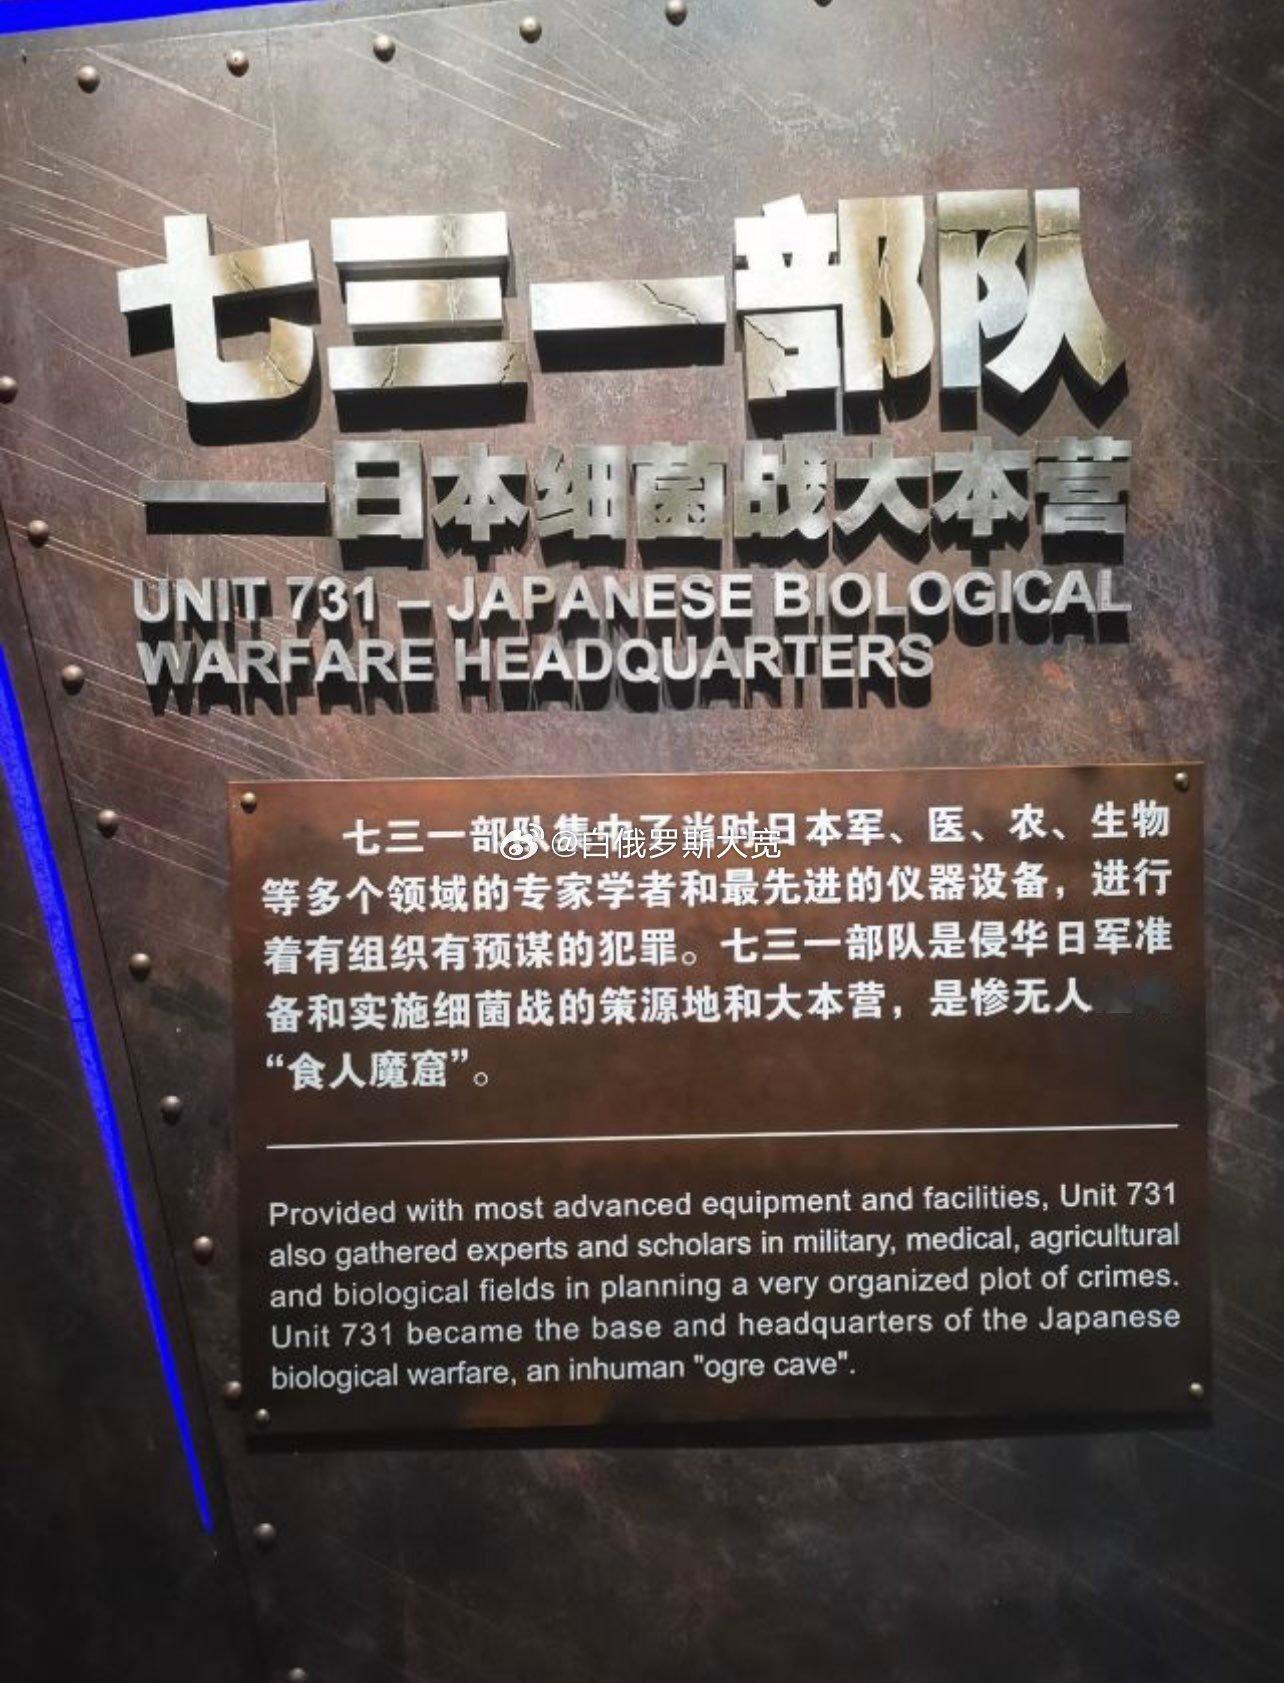 七三一部队
——日本细菌战大本营
UNIT 731 – JAPANESE BIOLOGICAL
WARFARE HEADQUARTERS
七三一部队集中了当时日本军、医、农、生物
@白俄罗斯大宽
等多个领域的专家学者和最先进的仪器设备，进行
着有组织有预谋的犯罪。七三一部队是侵华日军准
备和实施细菌战的策源地和大本营，是惨无人
“食人魔窟”。
Provided with most advanced equipment and facilities, Unit 731
also gathered experts and scholars in military, medical, agricultural
and biological fields in planning a very organized plot of crimes.
Unit 731 became the base and headquarters of the Japanese
biological warfare, an inhuman "ogre cave".